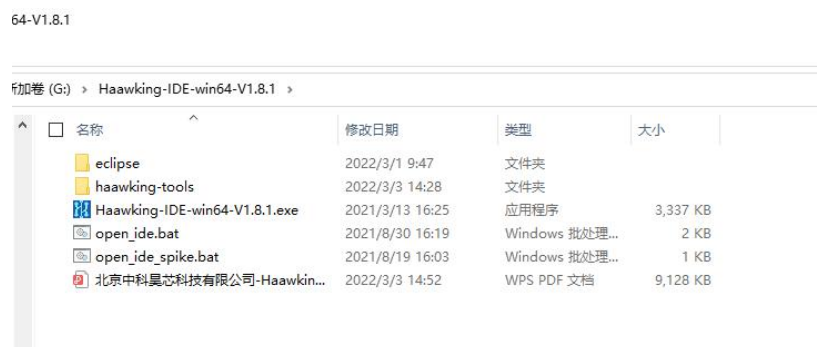 64-V1.8.1
新加卷 (G:) › Haawking-IDE-win64-V1.8.1 ›
名称 修改日期 类型 大小
eclipse 2022/3/1 9:47 文件夹
haawking-tools 2022/3/3 14:28 文件夹
Haawking-IDE-win64-V1.8.1.exe 2021/3/13 16:25 应用程序 3,337 KB
open_ide.bat 2021/8/30 16:19 Windows 批处理... 2 KB
open_ide_spike.bat 2021/8/19 16:03 Windows 批处理... 1 KB
北京中科昊芯科技有限公司-Haawkin... 2022/3/3 14:52 WPS PDF 文档 9,128 KB